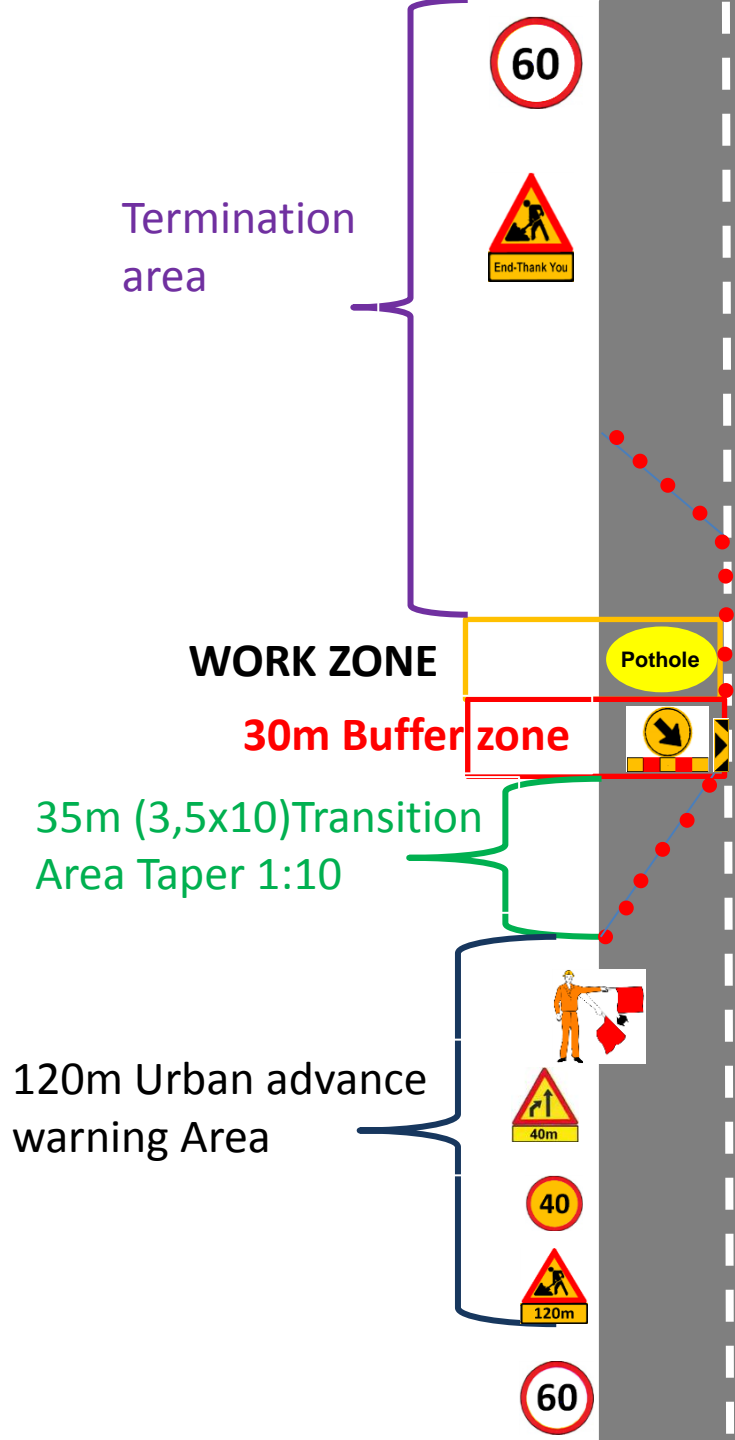 60
End-Thank You
Termination
area
WORK ZONE
Pothole
30m Buffer zone
35m (3,5x10)Transition
Area Taper 1:10
120m Urban advance
warning Area
40m
40
120m
60